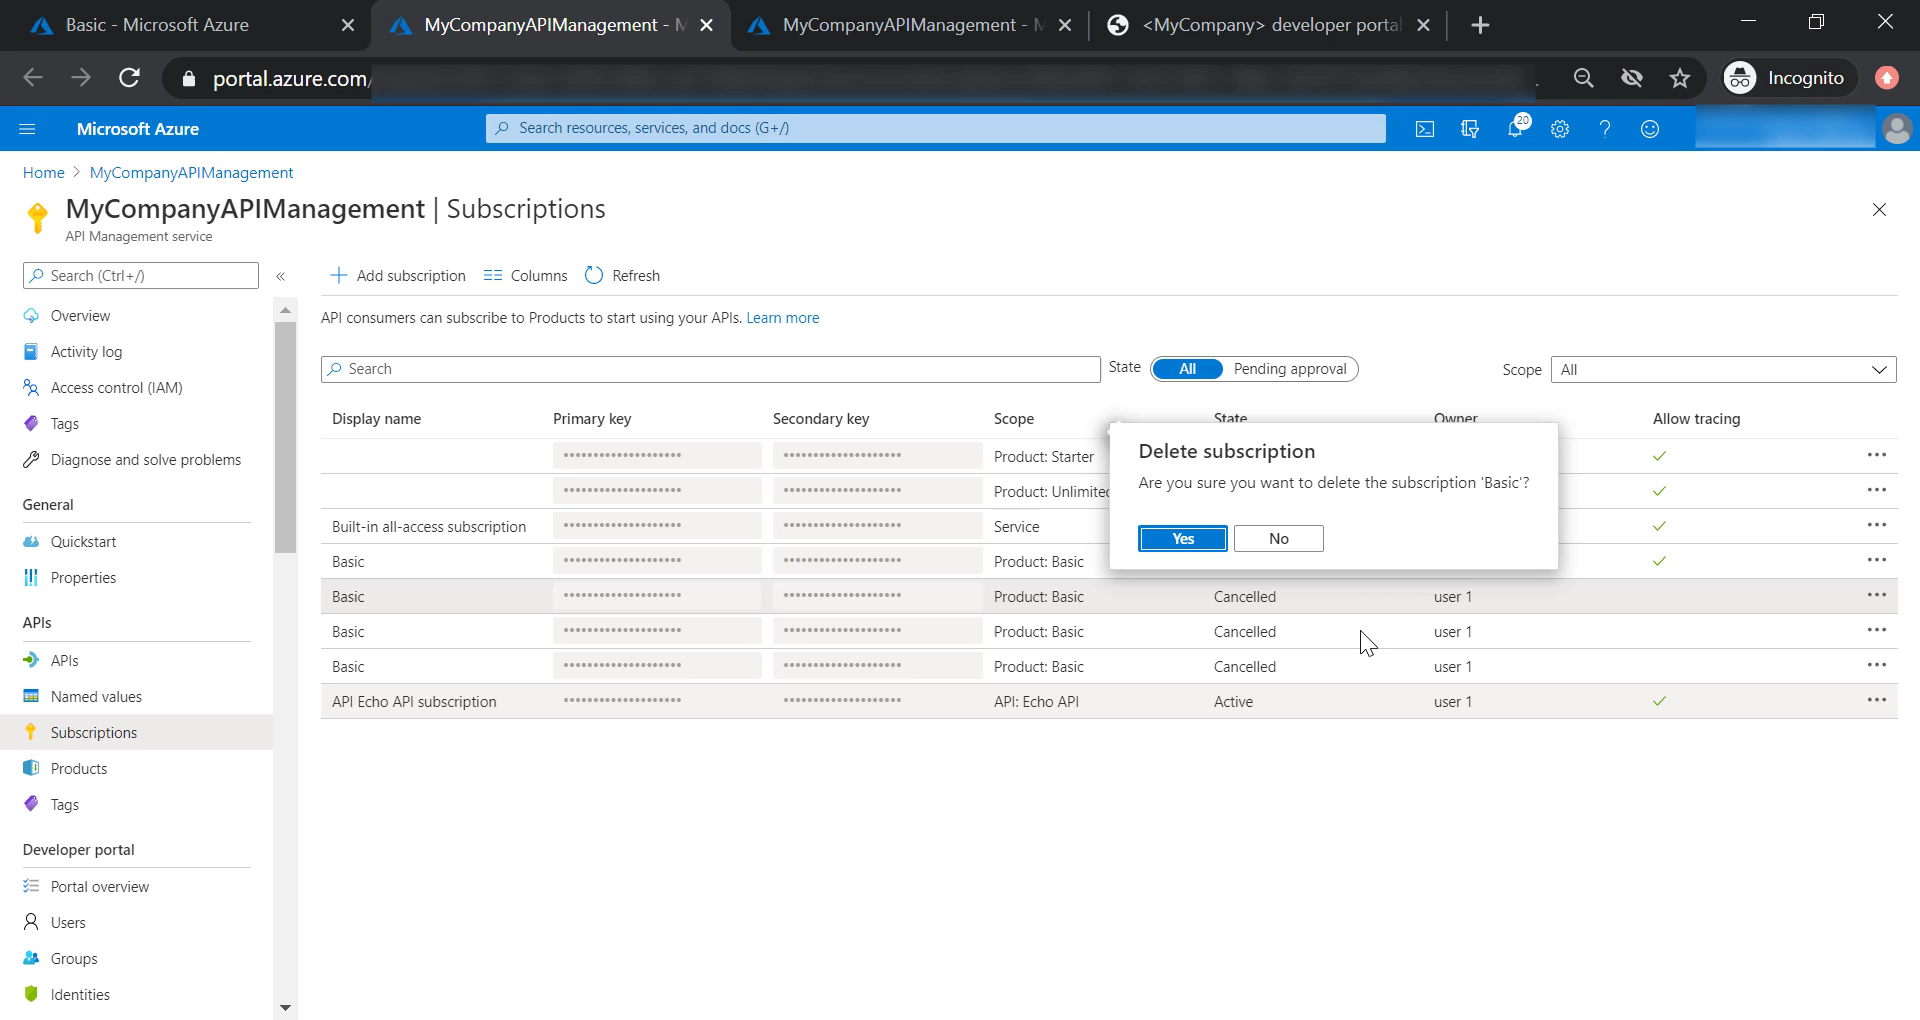 Basic - Microsoft Azure
MyCompanyAPIManagement - M
MyCompanyAPIManagement - M
<MyCompany> developer portal
portal.azure.com/
Incognito
Microsoft Azure
Search resources, services, and docs (G+/)
20
Home > MyCompanyAPIManagement
MyCompanyAPIManagement | Subscriptions
API Management service
Search (Ctrl+/)
«
Overview
Activity log
Access control (IAM)
Tags
Diagnose and solve problems
General
Quickstart
Properties
APIs
APIs
Named values
Subscriptions
Products
Tags
Developer portal
Portal overview
Users
Groups
Identities
Add subscription
Columns
Refresh
API consumers can subscribe to Products to start using your APIs. Learn more
Search
State All Pending approval
Scope All
Display name Primary key Secondary key Scope State Owner Allow tracing
•••••••••••••••••••• •••••••••••••••••••• Product: Starter
•••••••••••••••••••• •••••••••••••••••••• Product: Unlimited
Built-in all-access subscription •••••••••••••••••••• •••••••••••••••••••• Service
Basic •••••••••••••••••••• •••••••••••••••••••• Product: Basic
Basic •••••••••••••••••••• •••••••••••••••••••• Product: Basic Cancelled user 1
Basic •••••••••••••••••••• •••••••••••••••••••• Product: Basic Cancelled user 1
Basic •••••••••••••••••••• •••••••••••••••••••• Product: Basic Cancelled user 1
API Echo API subscription •••••••••••••••••••• •••••••••••••••••••• API: Echo API Active user 1
Delete subscription
Are you sure you want to delete the subscription 'Basic'?
Yes
No